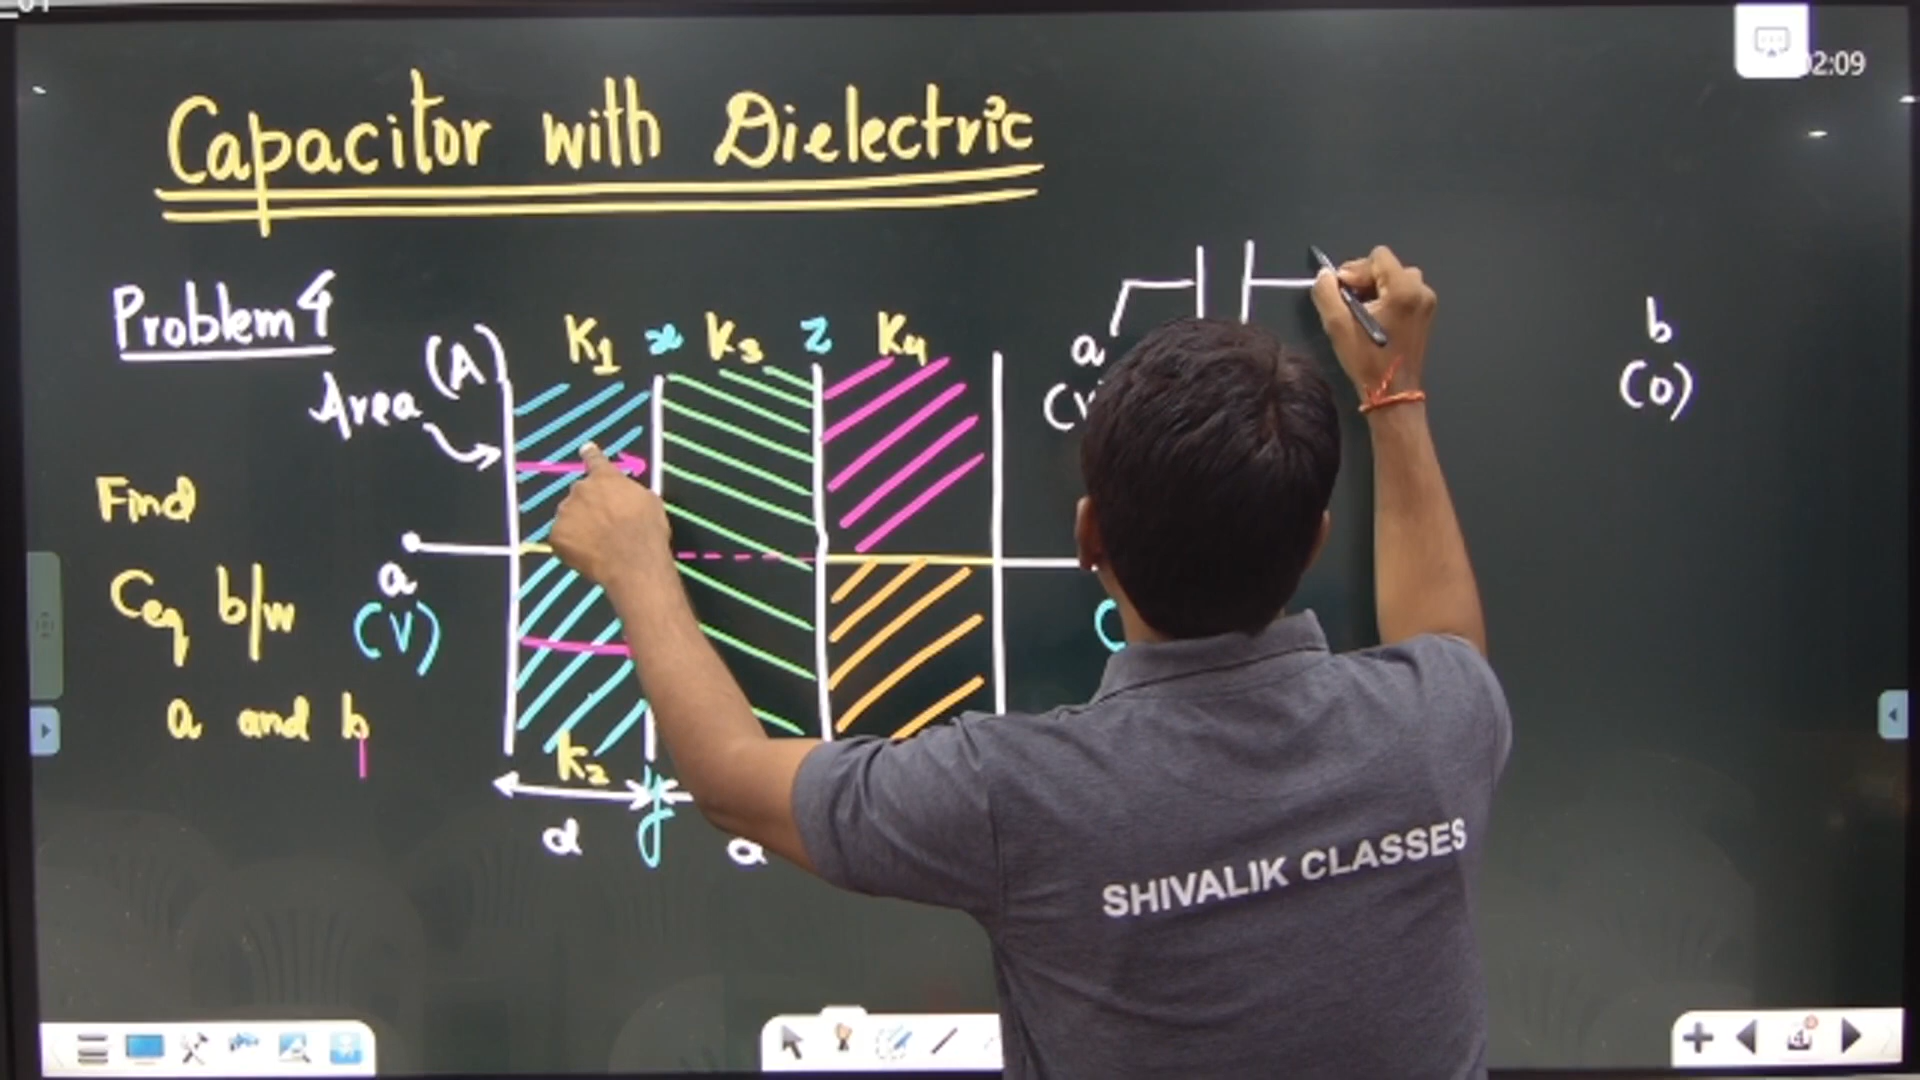 02:09
Capacitor with Dielectric
Problem 4
(A)
K1 x K3 z K4
Area
a
b
(0)
Find
Ceq b/w
a and b
a
(V)
K2
d
y
d
SHIVALIK CLASSES